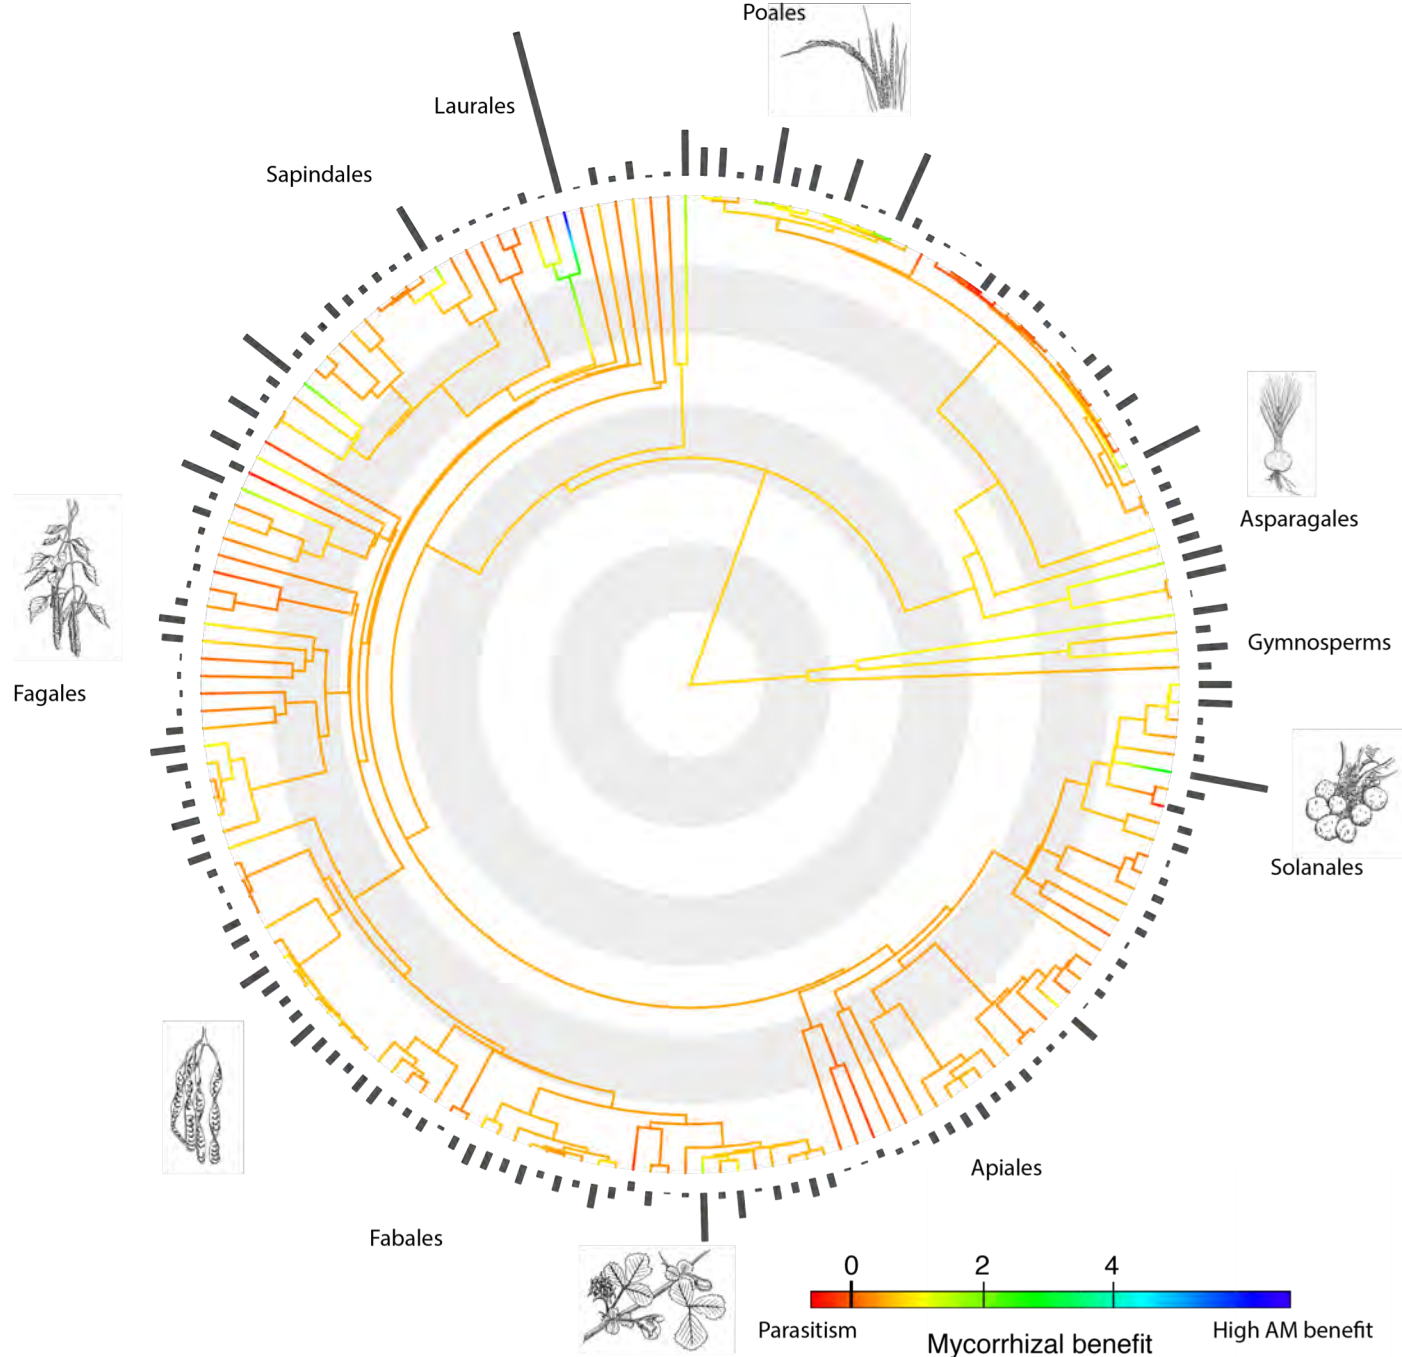 Poales
Laurales
Sapindales
Asparagales
Gymnosperms
Fagales
Solanales
Apiales
Fabales
0 2 4
Parasitism High AM benefit
Mycorrhizal benefit